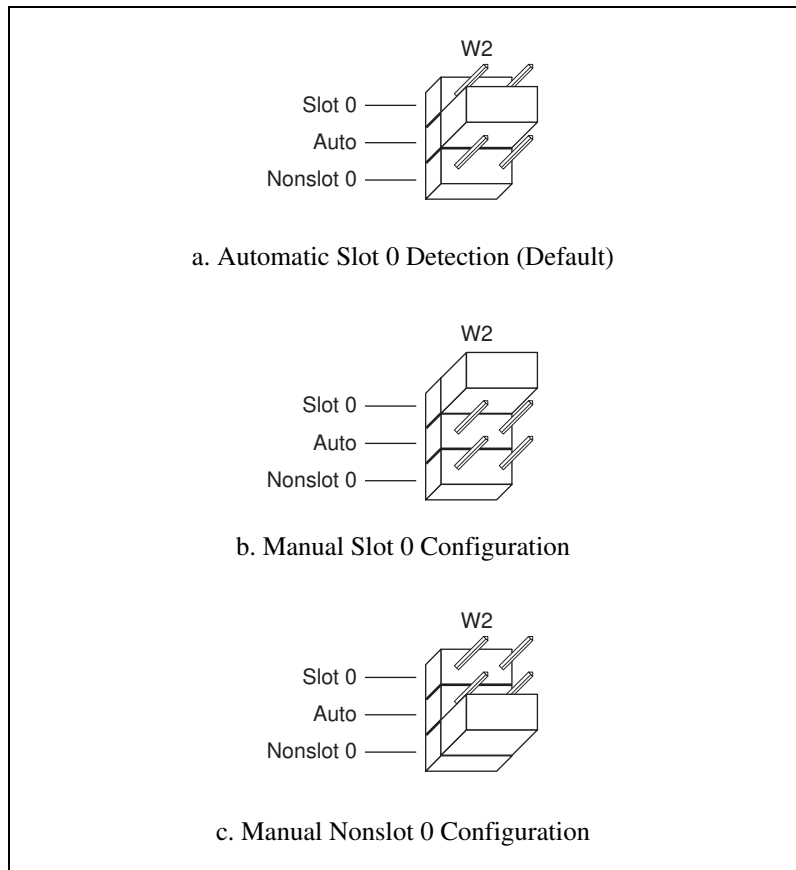 W2
Slot 0
Auto
Nonslot 0
a. Automatic Slot 0 Detection (Default)
W2
Slot 0
Auto
Nonslot 0
b. Manual Slot 0 Configuration
W2
Slot 0
Auto
Nonslot 0
c. Manual Nonslot 0 Configuration